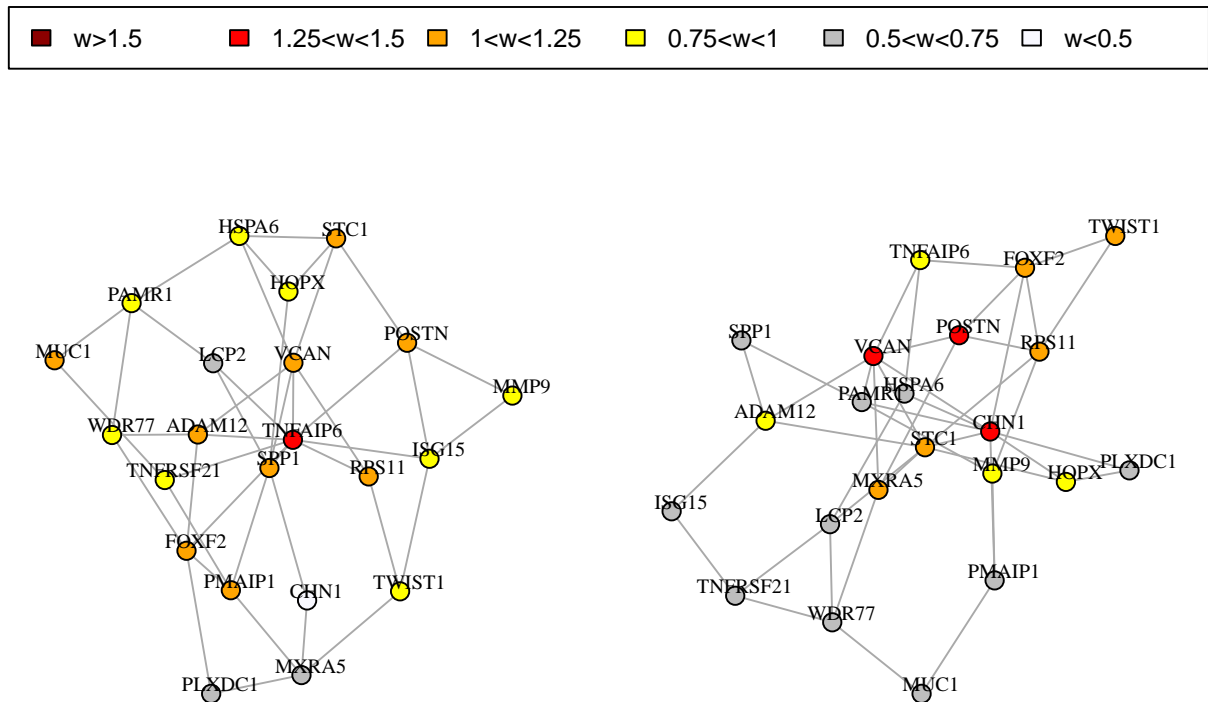 w>1.5 1.25<w<1.5 1<w<1.25 0.75<w<1 0.5<w<0.75 w<0.5
HSPA6
STC1
HOPX
PAMR1
POSTN
MUC1
LCP2
VCAN
MMP9
WDR77
ADAM12
TNFAIP6
ISG15
TNFRSF21
SPP1
RPS11
FOXF2
PMAIP1
CHN1
TWIST1
MXRA5
PLXDC1
TWIST1
TNFAIP6
FOXF2
SPP1
POSTN
VCAN
RPS11
HSPA6
PAMR1
ADAM12
CHN1
STC1
MMP9
HOPX
PLXDC1
MXRA5
ISG15
LCP2
TNFRSF21
PMAIP1
WDR77
MUC1